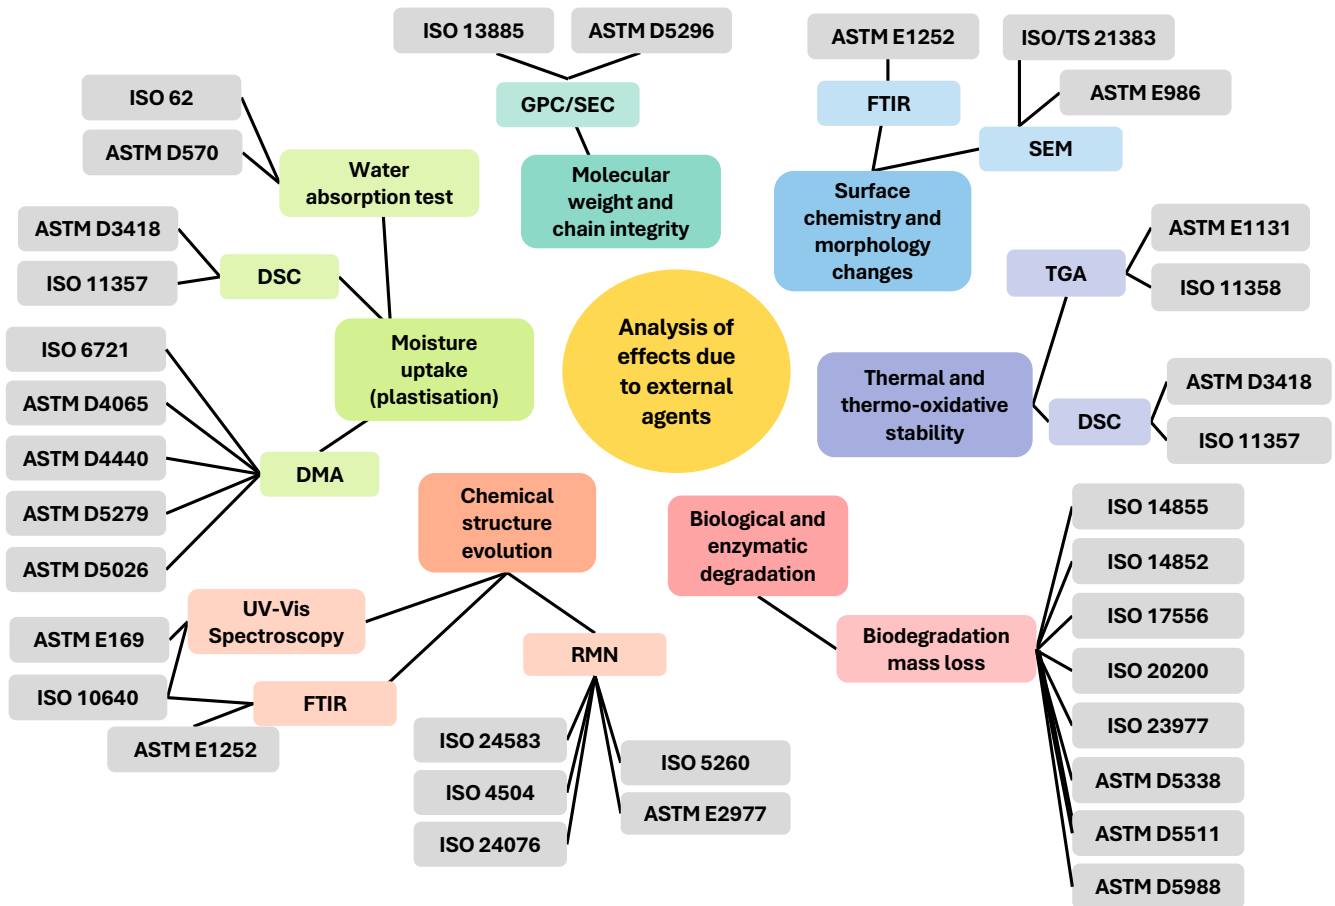 ISO 13885
ASTM D5296
GPC/SEC
Molecular
weight and
chain integrity
ASTM E1252
ISO/TS 21383
ASTM E986
FTIR
SEM
Surface
chemistry and
morphology
changes
ISO 62
ASTM D570
Water
absorption test
ASTM D3418
ISO 11357
DSC
Moisture
uptake
(plastisation)
ISO 6721
ASTM D4065
ASTM D4440
ASTM D5279
ASTM D5026
DMA
Analysis of
effects due
to external
agents
ASTM E1131
ISO 11358
TGA
Thermal and
thermo-oxidative
stability
DSC
ASTM D3418
ISO 11357
Chemical
structure
evolution
UV-Vis
Spectroscopy
ASTM E169
ISO 10640
FTIR
ASTM E1252
RMN
ISO 24583
ISO 4504
ISO 24076
ISO 5260
ASTM E2977
Biological and
enzymatic
degradation
Biodegradation
mass loss
ISO 14855
ISO 14852
ISO 17556
ISO 20200
ISO 23977
ASTM D5338
ASTM D5511
ASTM D5988